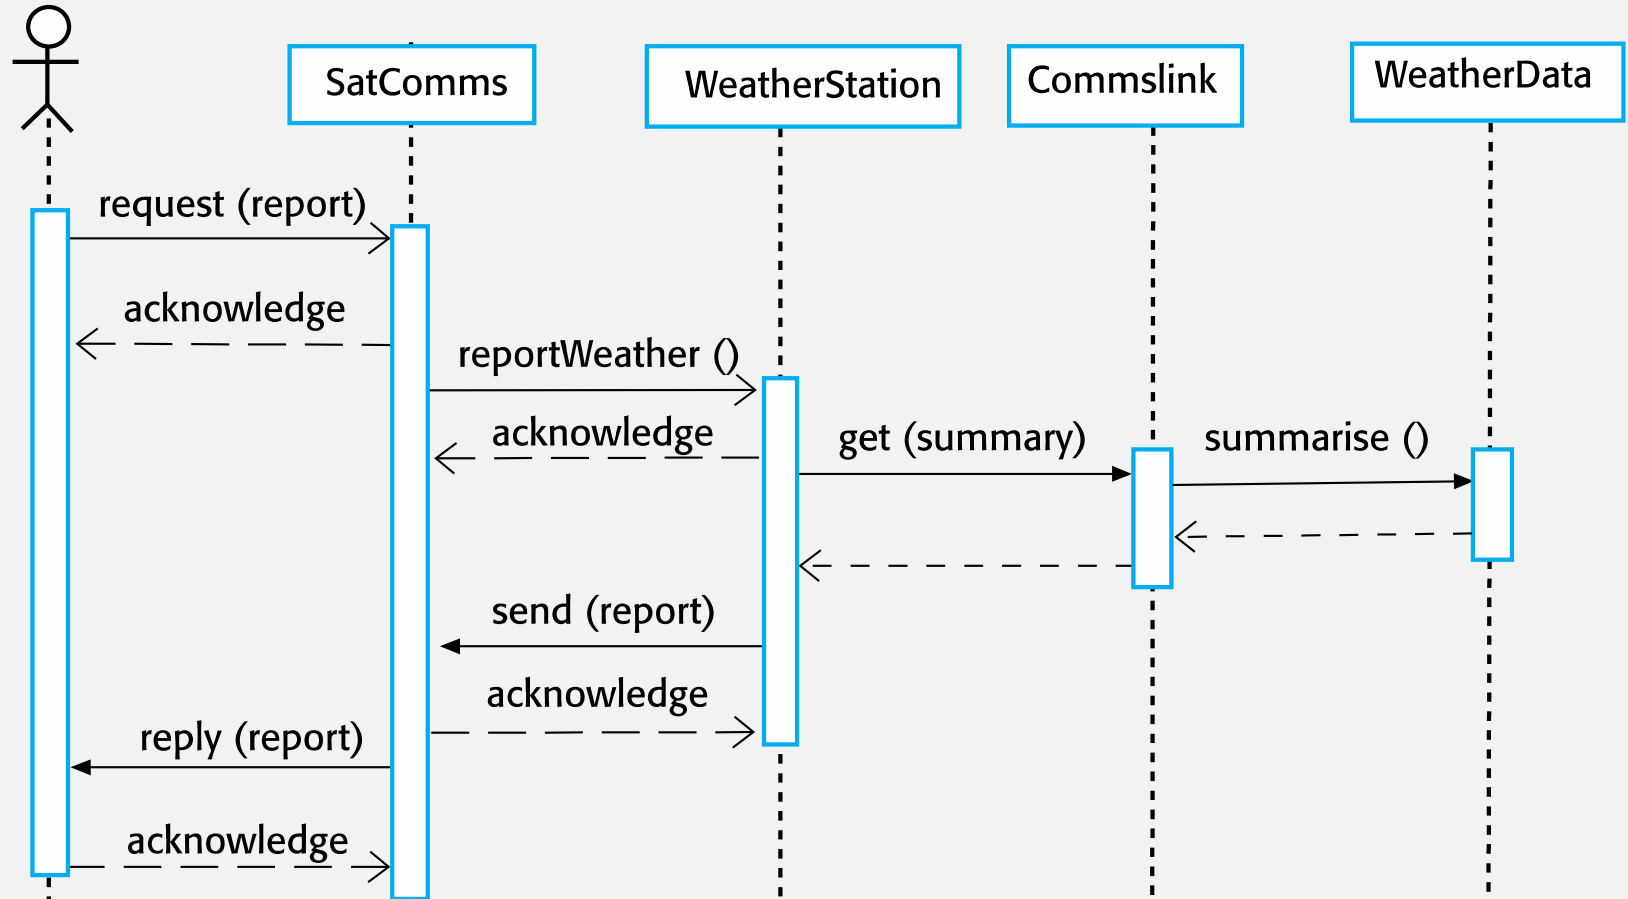 SatComms
WeatherStation
Commslink
WeatherData
request (report)
acknowledge
reportWeather ()
acknowledge
get (summary)
summarise ()
send (report)
acknowledge
reply (report)
acknowledge